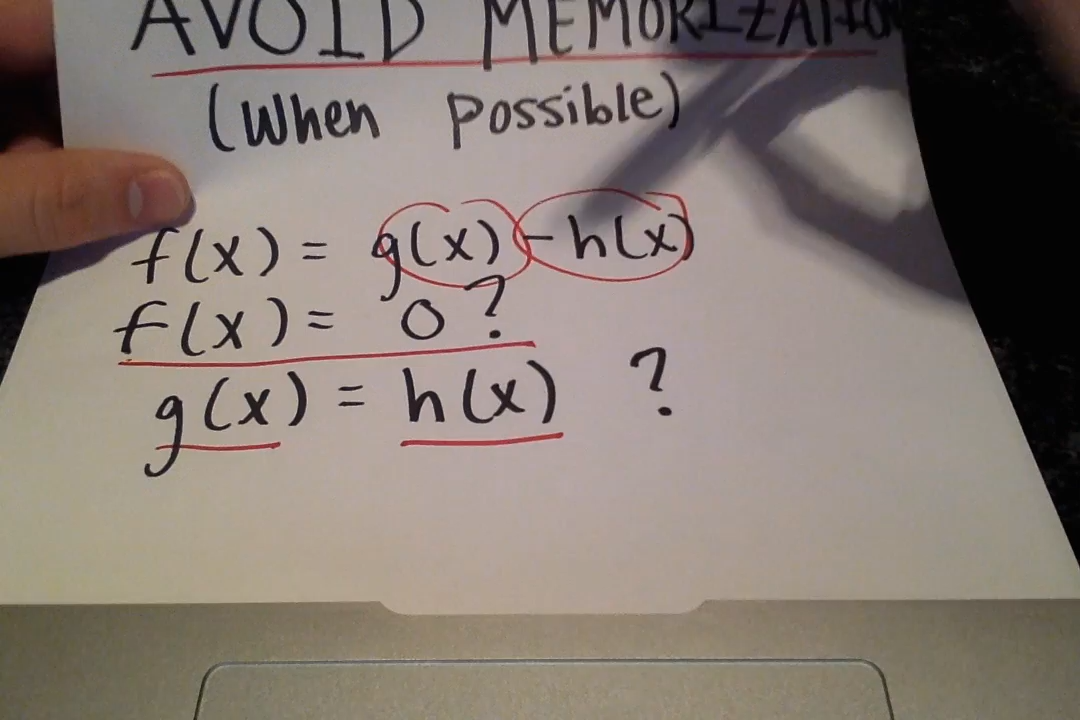 AVOID MEMORIZATION
(When possible)
f(x) = g(x) - h(x)
f(x) = 0 ?
g(x) = h(x) ?